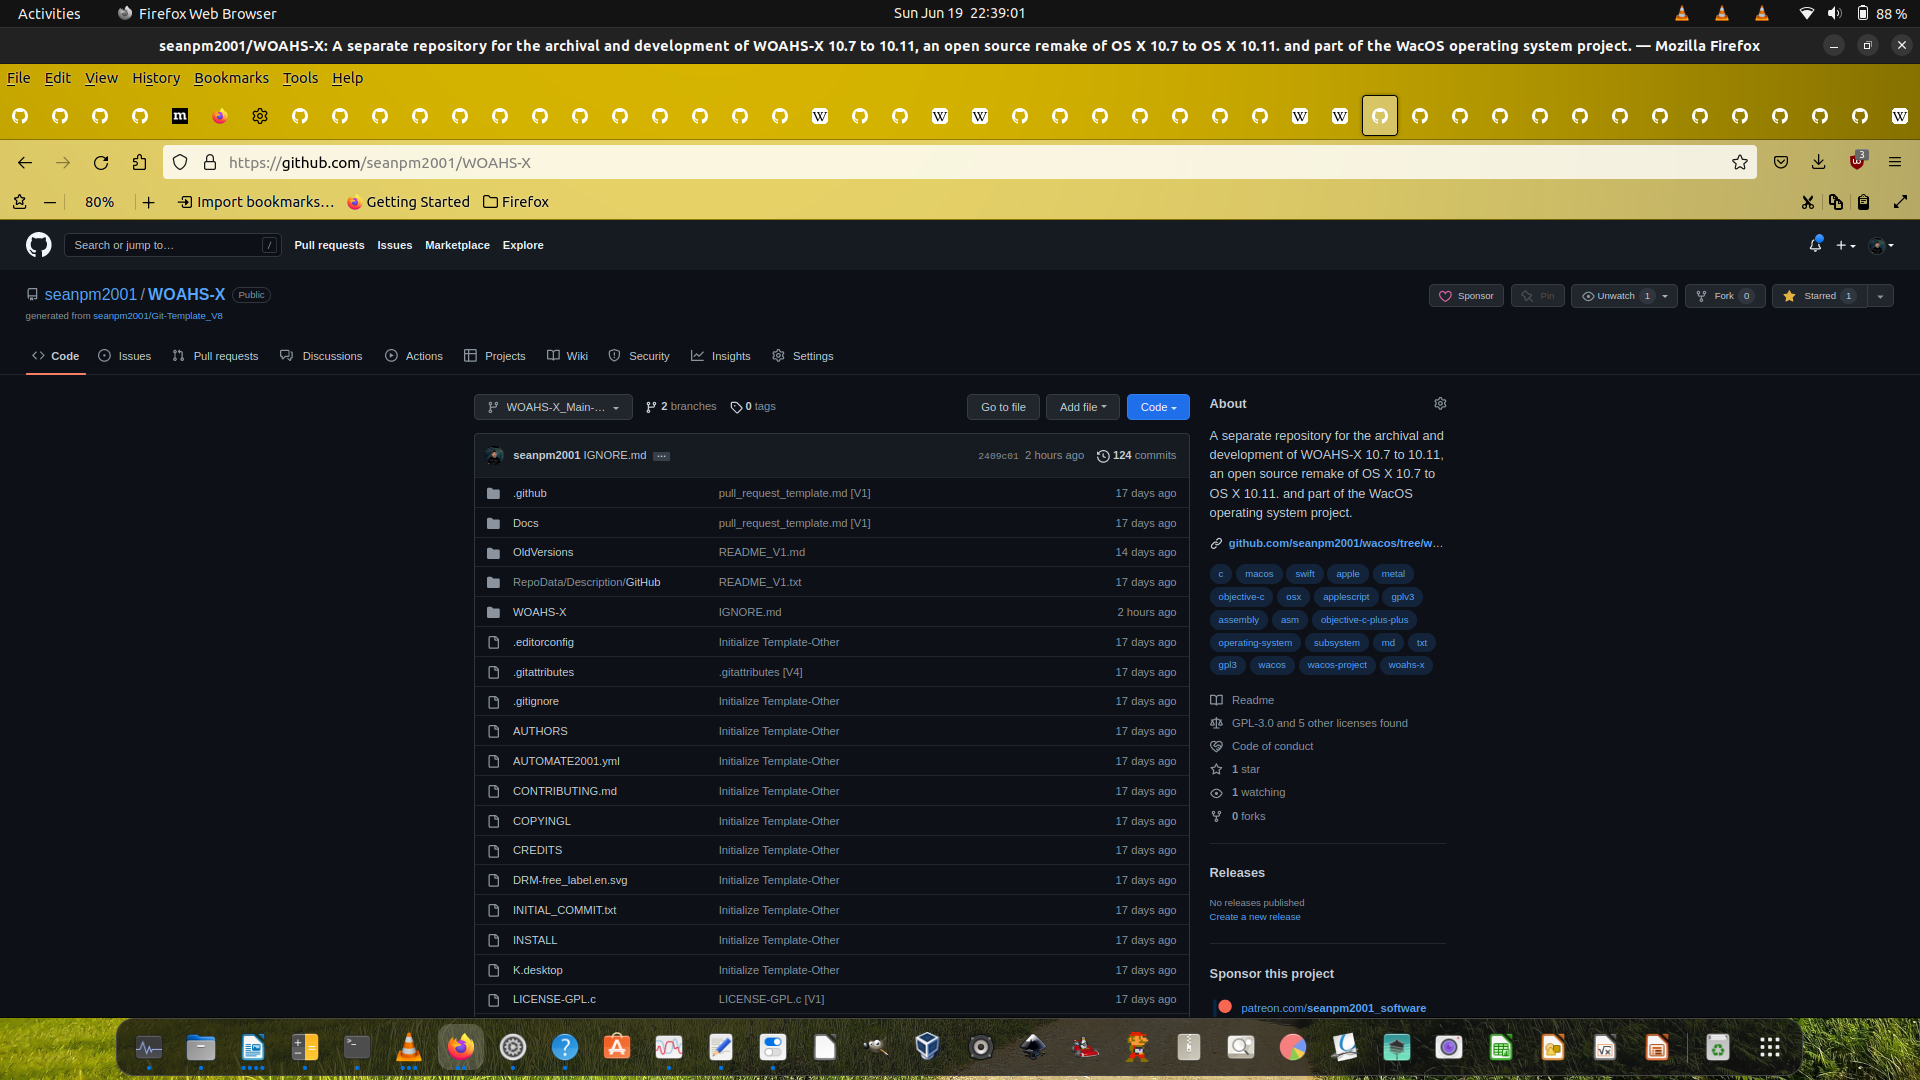 Activities
Firefox Web Browser
Sun Jun 19 22:39:01
88 %
seanpm2001/WOAHS-X: A separate repository for the archival and development of WOAHS-X 10.7 to 10.11, an open source remake of OS X 10.7 to OS X 10.11. and part of the WacOS operating system project. — Mozilla Firefox
File Edit View History Bookmarks Tools Help
https://github.com/seanpm2001/WOAHS-X
3
80%
Import bookmarks…
Getting Started
Firefox
Search or jump to…
/
Pull requests
Issues
Marketplace
Explore
seanpm2001 / WOAHS-X
Public
generated from seanpm2001/Git-Template_V8
Sponsor
Pin
Unwatch 1
Fork 0
Starred 1
Code
Issues
Pull requests
Discussions
Actions
Projects
Wiki
Security
Insights
Settings
WOAHS-X_Main-…
2 branches
0 tags
Go to file
Add file
Code
seanpm2001 IGNORE.md
2409c01 2 hours ago
124 commits
.github pull_request_template.md [V1] 17 days ago
Docs pull_request_template.md [V1] 17 days ago
OldVersions README_V1.md 14 days ago
RepoData/Description/GitHub README_V1.txt 17 days ago
WOAHS-X IGNORE.md 2 hours ago
.editorconfig Initialize Template-Other 17 days ago
.gitattributes .gitattributes [V4] 17 days ago
.gitignore Initialize Template-Other 17 days ago
AUTHORS Initialize Template-Other 17 days ago
AUTOMATE2001.yml Initialize Template-Other 17 days ago
CONTRIBUTING.md Initialize Template-Other 17 days ago
COPYINGL Initialize Template-Other 17 days ago
CREDITS Initialize Template-Other 17 days ago
DRM-free_label.en.svg Initialize Template-Other 17 days ago
INITIAL_COMMIT.txt Initialize Template-Other 17 days ago
INSTALL Initialize Template-Other 17 days ago
K.desktop Initialize Template-Other 17 days ago
LICENSE-GPL.c LICENSE-GPL.c [V1] 17 days ago
About
A separate repository for the archival and
development of WOAHS-X 10.7 to 10.11,
an open source remake of OS X 10.7 to
OS X 10.11. and part of the WacOS
operating system project.
github.com/seanpm2001/wacos/tree/w…
c macos swift apple metal
objective-c osx applescript gplv3
assembly asm objective-c-plus-plus
operating-system subsystem md txt
gpl3 wacos wacos-project woahs-x
Readme
GPL-3.0 and 5 other licenses found
Code of conduct
1 star
1 watching
0 forks
Releases
No releases published
Create a new release
Sponsor this project
patreon.com/seanpm2001_software